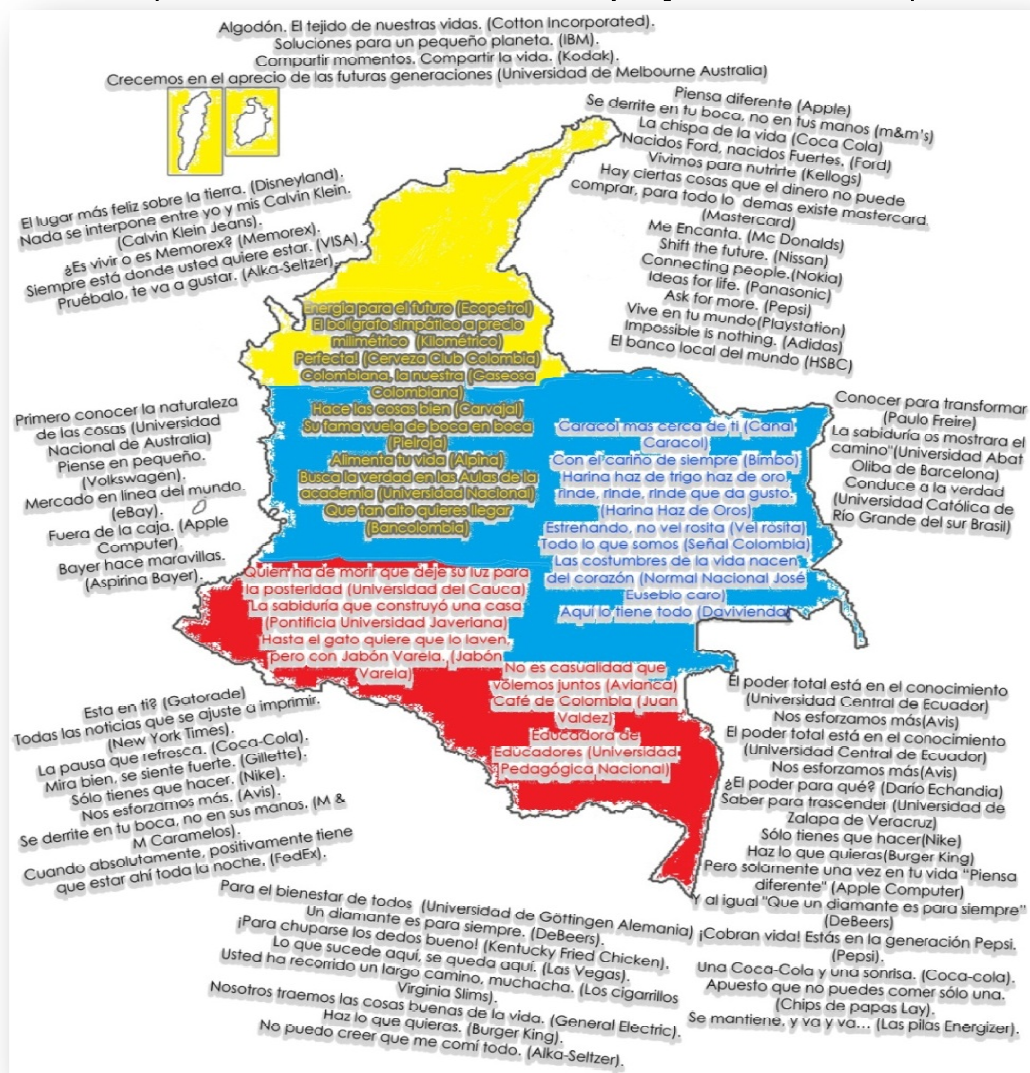 Algodón. El tejido de nuestras vidas. (Cotton Incorporated).
Soluciones para un pequeño planeta. (IBM).
Compartir momentos. Compartir la vida. (Kodak).
Crecemos en el aprecio de las futuras generaciones (Universidad de Melbourne Australia)
Piensa diferente (Apple)
Se derrite en tu boca, no en tus manos (m&m's)
La chispa de la vida (Coca Cola)
Nacidos Ford, nacidos Fuertes. (Ford)
Vivimos para nutrirte (Kellogs)
Hay ciertas cosas que el dinero no puede
comprar, para todo lo demas existe mastercard.
(Mastercard)
Me Encanta. (Mc Donalds)
Shift the future. (Nissan)
Connecting people.(Nokia)
Ideas for life. (Panasonic)
Ask for more. (Pepsi)
Vive en tu mundo(Playstation)
Impossible is nothing. (Adidas)
El banco local del mundo (HSBC)
El lugar más feliz sobre la tierra. (Disneyland).
Nada se interpone entre yo y mis Calvin Klein.
(Calvin Klein Jeans).
¿Es vivir o es Memorex? (Memorex).
Siempre está donde usted quiere estar. (VISA).
Pruébalo, te va a gustar. (Alka-Seltzer)
Energía para el futuro (Ecopetrol)
El bolígrafo simpático a precio
milimétrico (Kilométrico)
Perfecta! (Cerveza Club Colombia)
Colombiana, la nuestra (Gaseosa
Colombiana)
Hace las cosas bien (Carvajal)
Su fama vuela de boca en boca
(Pielroja)
Alimenta tu vida (Alpina)
Busca la verdad en las Aulas de la
academia (Universidad Nacional)
Que tan alto quieres llegar
(Bancolombia)
Caracol mas cerca de ti (Canal
Caracol)
Con el cariño de siempre (Bimbo)
Harina haz de trigo haz de oro,
rinde, rinde, rinde que da gusto.
(Harina Haz de Oros)
Estrenando, no vel rosita (Vel rosita)
Todo lo que somos (Señal Colombia)
Las costumbres de la vida nacen
del corazón (Normal Nacional José
Eusebio caro)
Aquí lo tiene todo (Davivienda)
Primero conocer la naturaleza
de las cosas (Universidad
Nacional de Australia)
Piense en pequeño.
(Volkswagen).
Mercado en línea del mundo.
(eBay).
Fuera de la caja. (Apple
Computer)
Bayer hace maravillas.
(Aspirina Bayer).
Conocer para transformar
(Paulo Freire)
La sabiduría os mostrara el
camino"(Universidad Abat
Oliba de Barcelona)
Conduce a la verdad
(Universidad Católica de
Río Grande del sur Brasil)
Quien ha de morir que deje su luz para
la posteridad (Universidad del Cauca)
La sabiduría que construyó una casa
(Pontificia Universidad Javeriana)
Hasta el gato quiere que lo laven,
pero con Jabón Varela. (Jabón
Varela)
No es casualidad que
volemos juntos (Avianca)
Café de Colombia (Juan
Valdez)
Educadora de
Educadores (Universidad
Pedagógica Nacional)
Esta en ti? (Gatorade)
Todas las noticias que se ajuste a imprimir.
(New York Times).
La pausa que refresca. (Coca-Cola).
Mira bien, se siente fuerte. (Gillette).
Sólo tienes que hacer. (Nike).
Nos esforzamos más. (Avis).
Se derrite en tu boca, no en sus manos. (M &
M Caramelos).
Cuando absolutamente, positivamente tiene
que estar ahí toda la noche. (FedEx).
El poder total está en el conocimiento
(Universidad Central de Ecuador)
Nos esforzamos más(Avis)
El poder total está en el conocimiento
(Universidad Central de Ecuador)
Nos esforzamos más(Avis)
¿El poder para qué? (Darío Echandia)
Saber para trascender (Universidad de
Zalapa de Veracruz)
Sólo tienes que hacer(Nike)
Haz lo que quieras(Burger King)
Pero solamente una vez en tu vida "Piensa
diferente" (Apple Computer)
Y al igual "Que un diamante es para siempre"
(DeBeers)
¡Cobran vida! Estás en la generación Pepsi.
(Pepsi).
Una Coca-Cola y una sonrisa. (Coca-cola).
Apuesto que no puedes comer sólo una.
(Chips de papas Lay).
Se mantiene, y va y va... (Las pilas Energizer).
Para el bienestar de todos (Universidad de Göttingen Alemania)
Un diamante es para siempre. (DeBeers).
¡Para chuparse los dedos bueno! (Kentucky Fried Chicken).
Lo que sucede aquí, se queda aquí. (Las Vegas).
Usted ha recorrido un largo camino, muchacha. (Los cigarrillos
Virginia Slims).
Nosotros traemos las cosas buenas de la vida. (General Electric).
Haz lo que quieras. (Burger King).
No puedo creer que me comí todo. (Alka-Seltzer).